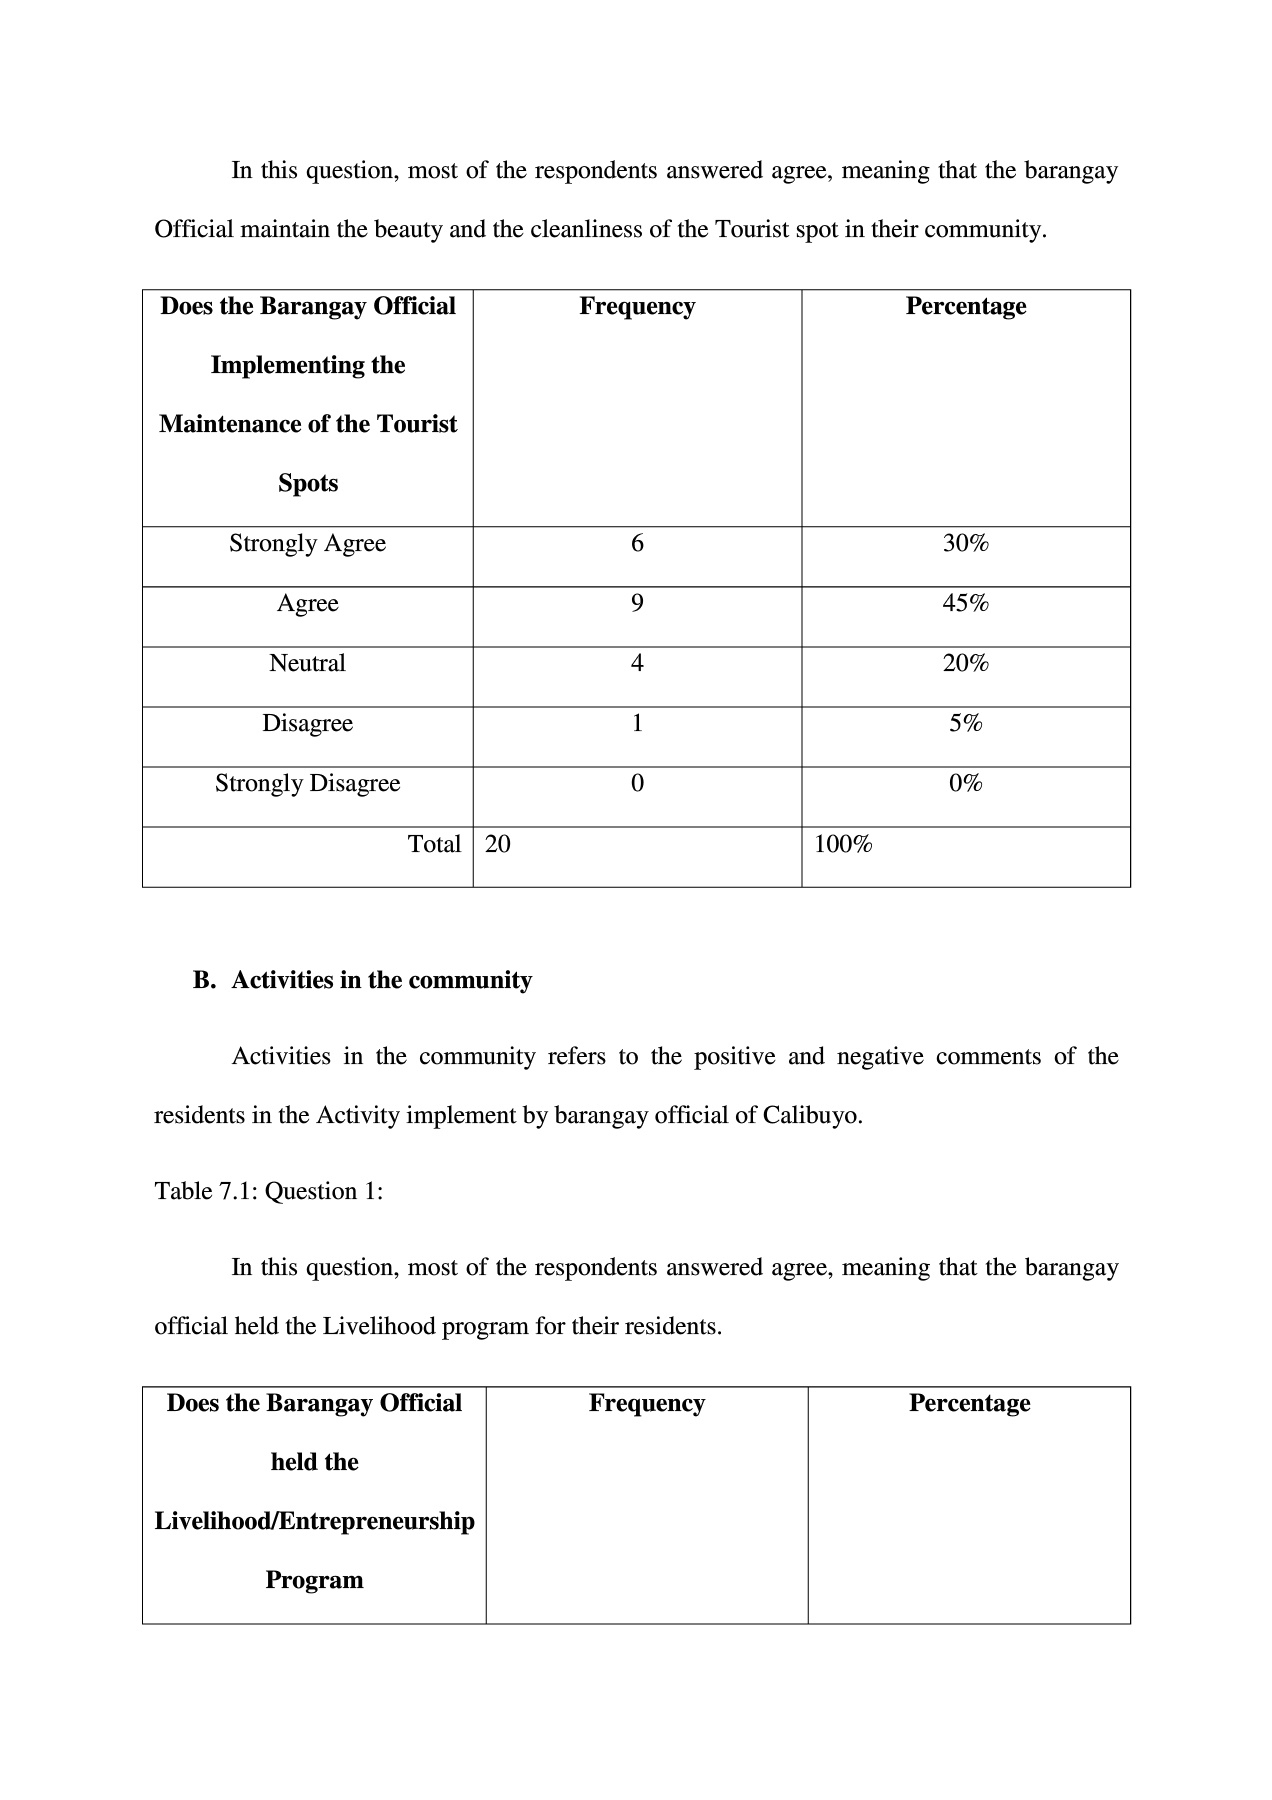 In this question, most of the respondents answered agree, meaning that the barangay
Official maintain the beauty and the cleanliness of the Tourist spot in their community.
Does the Barangay Official
Implementing the
Maintenance of the Tourist
Spots
Frequency
Percentage
Strongly Agree 6 30%
Agree 9 45%
Neutral 4 20%
Disagree 1 5%
Strongly Disagree 0 0%
Total 20 100%
B. Activities in the community
Activities in the community refers to the positive and negative comments of the
residents in the Activity implement by barangay official of Calibuyo.
Table 7.1: Question 1:
In this question, most of the respondents answered agree, meaning that the barangay
official held the Livelihood program for their residents.
Does the Barangay Official
held the
Livelihood/Entrepreneurship
Program
Frequency
Percentage